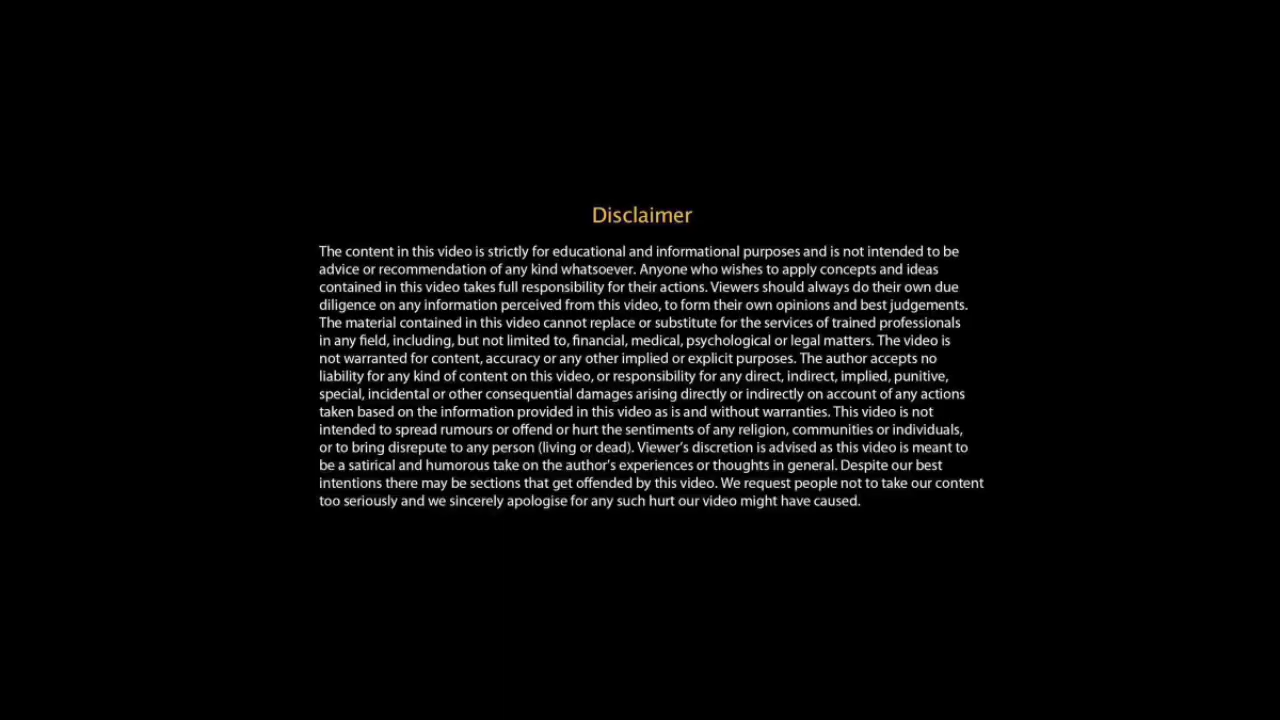 Disclaimer
The content in this video is strictly for educational and informational purposes and is not intended to be
advice or recommendation of any kind whatsoever. Anyone who wishes to apply concepts and ideas
contained in this video takes full responsibility for their actions. Viewers should always do their own due
diligence on any information perceived from this video, to form their own opinions and best judgements.
The material contained in this video cannot replace or substitute for the services of trained professionals
in any field, including, but not limited to, financial, medical, psychological or legal matters. The video is
not warranted for content, accuracy or any other implied or explicit purposes. The author accepts no
liability for any kind of content on this video, or responsibility for any direct, indirect, implied, punitive,
special, incidental or other consequential damages arising directly or indirectly on account of any actions
taken based on the information provided in this video as is and without warranties. This video is not
intended to spread rumours or offend or hurt the sentiments of any religion, communities or individuals,
or to bring disrepute to any person (living or dead). Viewer's discretion is advised as this video is meant to
be a satirical and humorous take on the author's experiences or thoughts in general. Despite our best
intentions there may be sections that get offended by this video. We request people not to take our content
too seriously and we sincerely apologise for any such hurt our video might have caused.